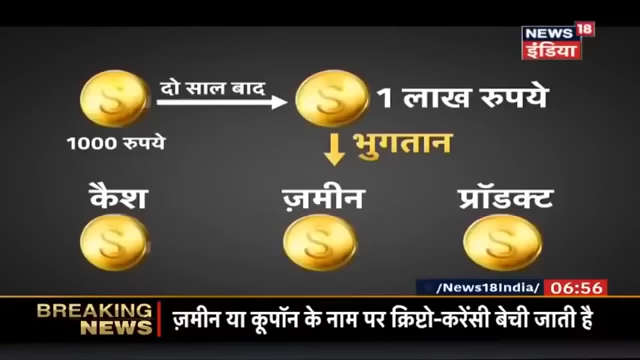 NEWS 18
इंडिया
दो साल बाद
1 लाख रुपये
1000 रुपये
भुगतान
कैश
ज़मीन
प्रॉडक्ट
/News18India/ 06:56
BREAKING NEWS
ज़मीन या कूपॉन के नाम पर क्रिप्टो-करेंसी बेची जाती है